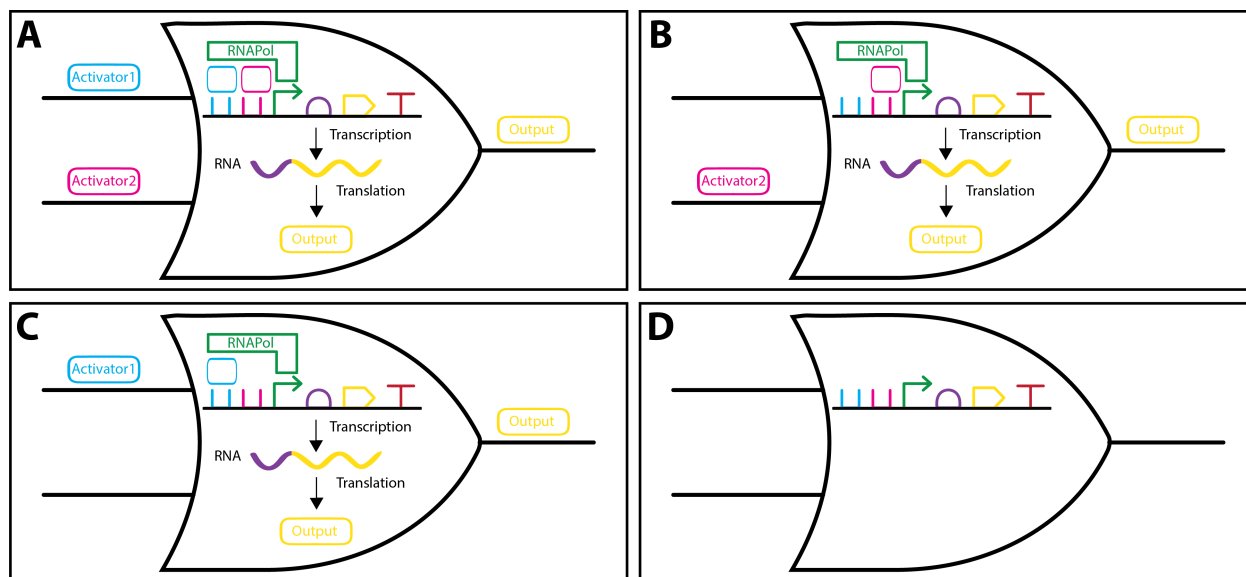 A
RNAPol
Activator1
Output
Transcription
RNA
Activator2
Translation
Output
B
RNAPol
Output
Transcription
RNA
Activator2
Translation
Output
C
RNAPol
Activator1
Output
Transcription
RNA
Translation
Output
D